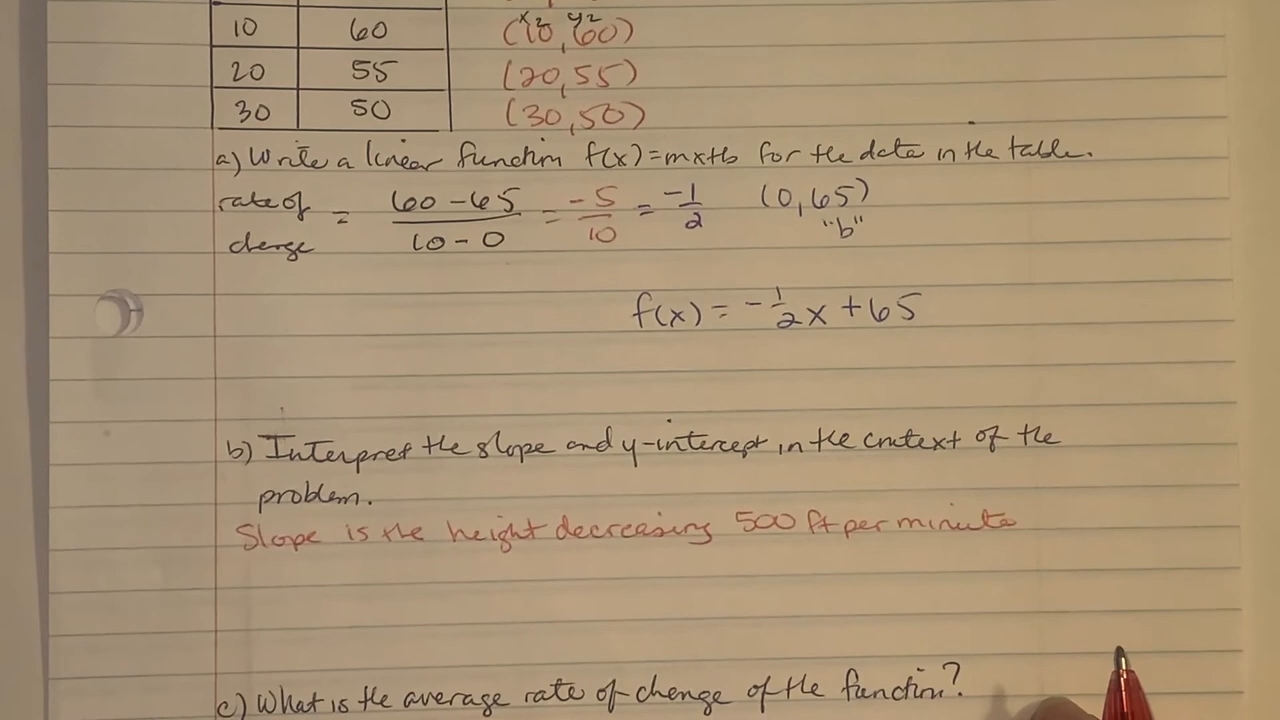 x₂ y₂
10 60 (10,60)
20 55 (20,55)
30 50 (30,50)
a) Write a linear function f(x)=mx+b for the data in the table.
rate of change = 60-65/10-0 = -5/10 = -1/2 (0,65)
"b"
f(x) = -1/2x +65
b) Interpret the slope and y-intercept in the context of the
problem.
Slope is the height decreasing 500 ft per minute
c) What is the average rate of change of the function?